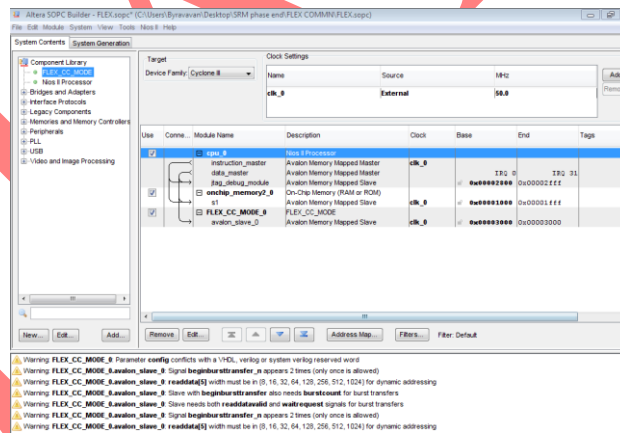 Altera SOPC Builder - FLEX.sopc* (C:\Users\Byravavan\Desktop\SRM phase end\FLEX COMMN\FLEX.sopc)
File Edit Module System View Tools Nios II Help
System Contents System Generation
Component Library
FLEX_CC_MODE
Nios II Processor
Bridges and Adapters
Interface Protocols
Legacy Components
Memories and Memory Controllers
Peripherals
PLL
USB
Video and Image Processing
New... Edit... Add...
Target
Device Family: Cyclone II
Clock Settings
Name Source MHz
clk_0 External 50.0
Add
Remo
Use Conne... Module Name Description Clock Base End Tags
cpu_0 Nios II Processor
instruction_master Avalon Memory Mapped Master clk_0
data_master Avalon Memory Mapped Master IRQ 0 IRQ 31
jtag_debug_module Avalon Memory Mapped Slave 0x00002000 0x00002fff
onchip_memory2_0 On-Chip Memory (RAM or ROM)
s1 Avalon Memory Mapped Slave clk_0 0x00001000 0x00001fff
FLEX_CC_MODE_0 FLEX_CC_MODE
avalon_slave_0 Avalon Memory Mapped Slave clk_0 0x00003000 0x00003000
Remove Edit... Address Map... Filters... Filter: Default
Warning: FLEX_CC_MODE_0: Parameter config conflicts with a VHDL, verilog or system verilog reserved word
Warning: FLEX_CC_MODE_0.avalon_slave_0: Signal beginbursttransfer_n appears 2 times (only once is allowed)
Warning: FLEX_CC_MODE_0.avalon_slave_0: readdata[5] width must be in {8, 16, 32, 64, 128, 256, 512, 1024} for dynamic addressing
Warning: FLEX_CC_MODE_0.avalon_slave_0: Slave with beginbursttransfer also needs burstcount for burst transfers
Warning: FLEX_CC_MODE_0.avalon_slave_0: Slave needs both readdatavalid and waitrequest signals for burst transfers
Warning: FLEX_CC_MODE_0.avalon_slave_0: Signal beginbursttransfer_n appears 2 times (only once is allowed)
Warning: FLEX_CC_MODE_0.avalon_slave_0: readdata[5] width must be in {8, 16, 32, 64, 128, 256, 512, 1024} for dynamic addressing